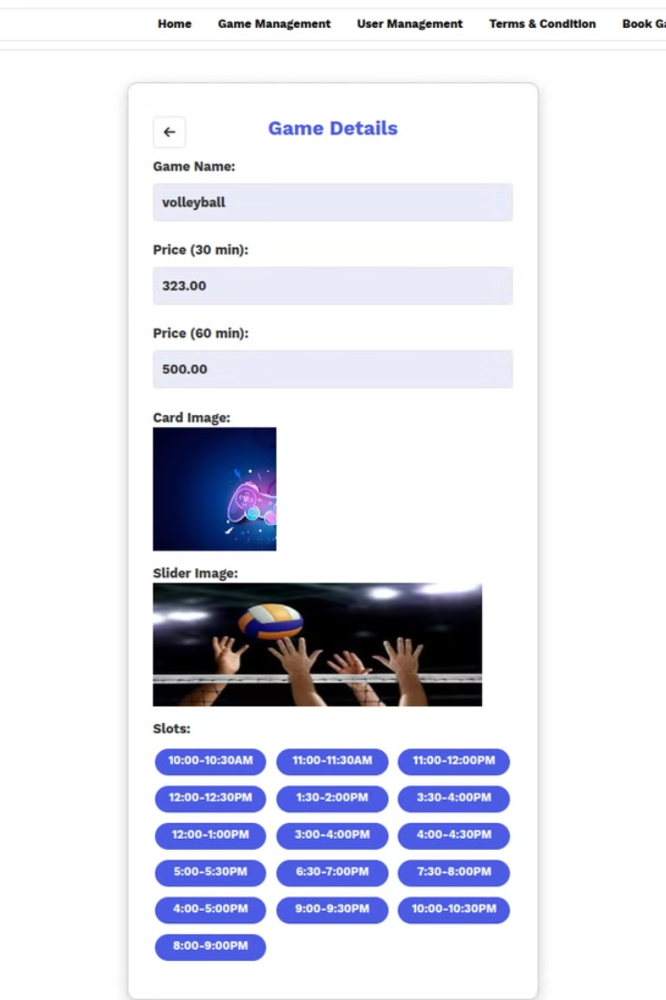 Home Game Management User Management Terms & Condition Book
Game Details
Game Name:
volleyball
Price (30 min):
323.00
Price (60 min):
500.00
Card Image:
Slider Image:
Slots:
10:00-10:30AM 11:00-11:30AM 11:00-12:00PM
12:00-12:30PM 1:30-2:00PM 3:30-4:00PM
12:00-1:00PM 3:00-4:00PM 4:00-4:30PM
5:00-5:30PM 6:30-7:00PM 7:30-8:00PM
4:00-5:00PM 9:00-9:30PM 10:00-10:30PM
8:00-9:00PM